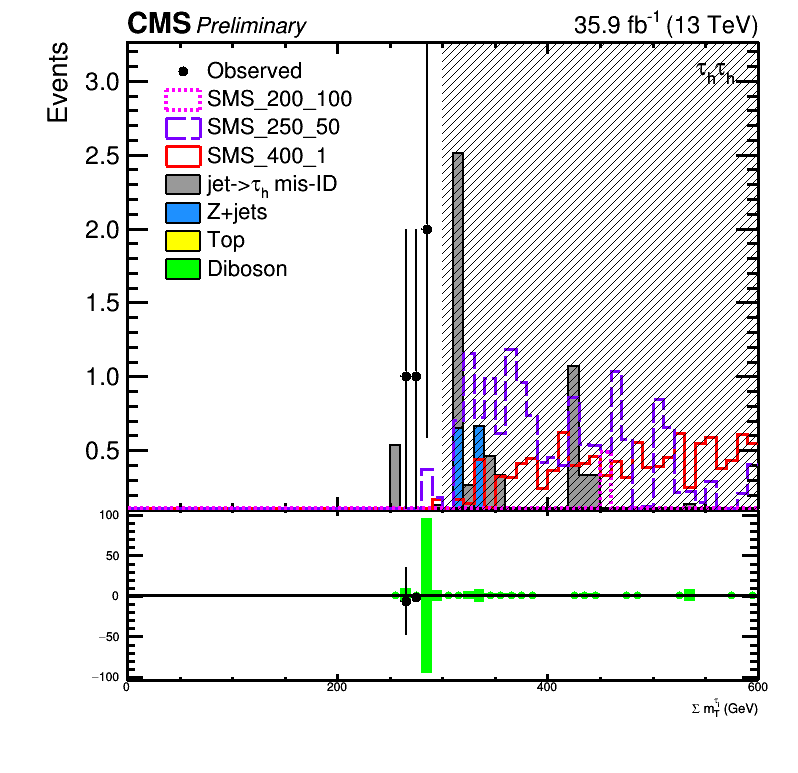 CMS Preliminary 35.9 fb⁻¹ (13 TeV)
Events
τₕτₕ
Observed
SMS_200_100
SMS_250_50
SMS_400_1
jet->τₕ mis-ID
Z+jets
Top
Diboson
3.0
2.5
2.0
1.5
1.0
0.5
100
50
0
−50
−100
0 200 400 600